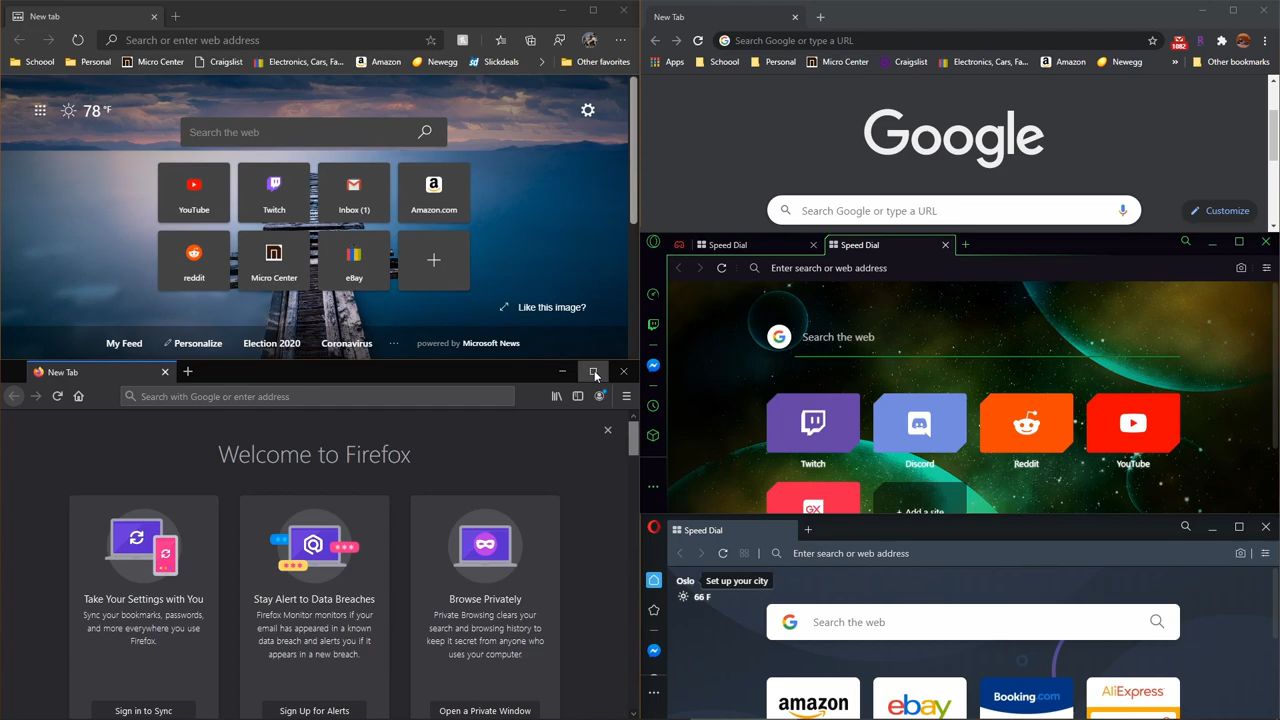 New tab
Search or enter web address
Schoool
Personal
Micro Center
Craigslist
Electronics, Cars, Fa...
Amazon
Newegg
Slickdeals
Other favorites
78 °F
Search the web
YouTube
Twitch
Inbox (1)
Amazon.com
reddit
Micro Center
eBay
Like this image?
My Feed
Personalize
Election 2020
Coronavirus
powered by Microsoft News
New Tab
Search Google or type a URL
1082
Apps
Schoool
Personal
Micro Center
Craigslist
Electronics, Cars, Fa...
Amazon
Newegg
Other bookmarks
Google
Search Google or type a URL
Customize
Speed Dial
Speed Dial
Enter search or web address
Search the web
Twitch
Discord
Reddit
YouTube
GX
+ Add a site
New Tab
Search with Google or enter address
Welcome to Firefox
Take Your Settings with You
Sync your bookmarks, passwords,
and more everywhere you use
Firefox.
Sign in to Sync
Stay Alert to Data Breaches
Firefox Monitor monitors if your
email has appeared in a known
data breach and alerts you if it
appears in a new breach.
Sign Up for Alerts
Browse Privately
Private Browsing clears your
search and browsing history to
keep it secret from anyone who
uses your computer.
Open a Private Window
Speed Dial
Enter search or web address
Oslo
Set up your city
66 F
Search the web
amazon
ebay
Booking.com
AliExpress